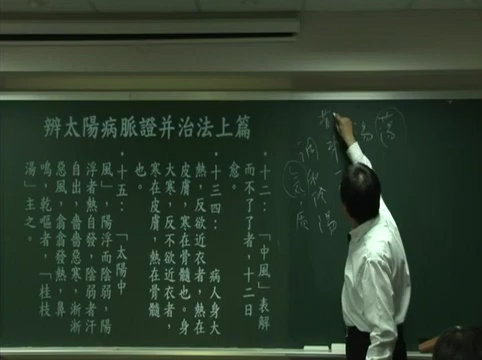 辨太陽病脈證并治法上篇
調和陰陽
・十二：「中風」表解
而不了了者，十二日
愈。
・十三四：病人身大
熱，反欲近衣者，熱在
皮膚，寒在骨髓也。身
大寒，反不欲近衣者，
寒在皮膚，熱在骨髓
也。
・十五：「太陽中
風」，陽浮而陰弱，陽
浮者熱自發，陰弱者汗
自出，嗇嗇惡寒，淅淅
惡風，翕翕發熱，鼻
鳴，乾嘔者，「桂枝
湯」主之。